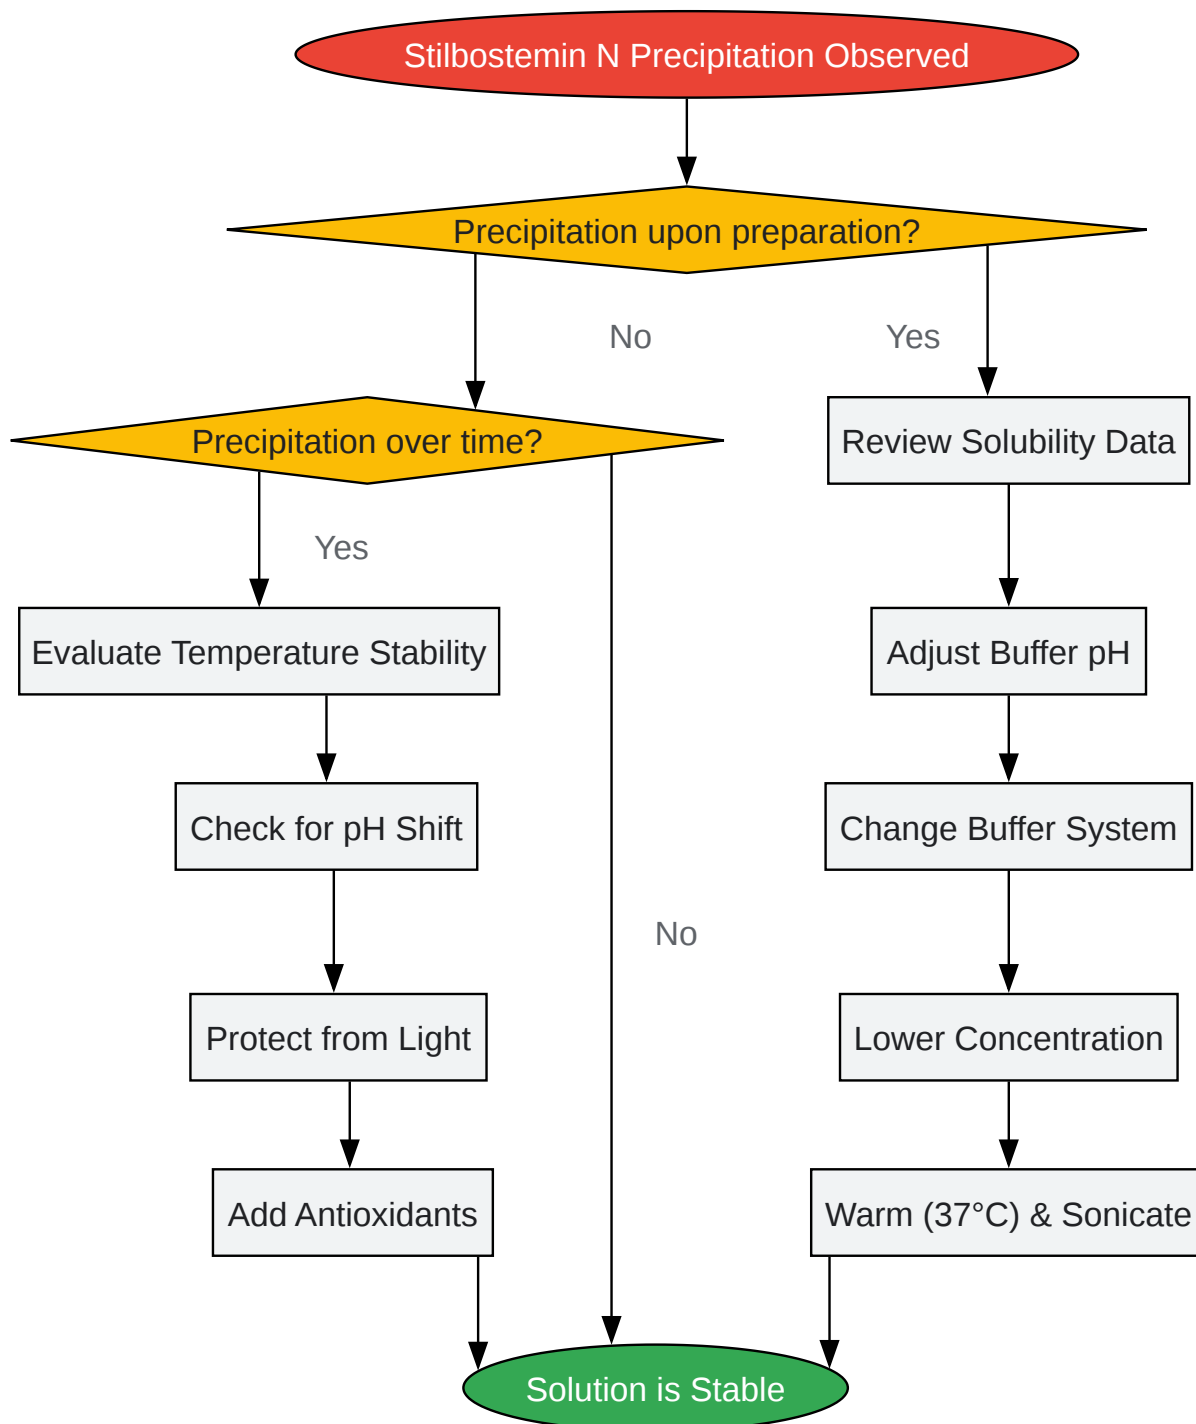 Stilbostemin N Precipitation Observed
Precipitation upon preparation?
No
Yes
Precipitation over time?
Review Solubility Data
Yes
Evaluate Temperature Stability
Adjust Buffer pH
Check for pH Shift
Change Buffer System
No
Protect from Light
Lower Concentration
Add Antioxidants
Warm (37°C) & Sonicate
Solution is Stable